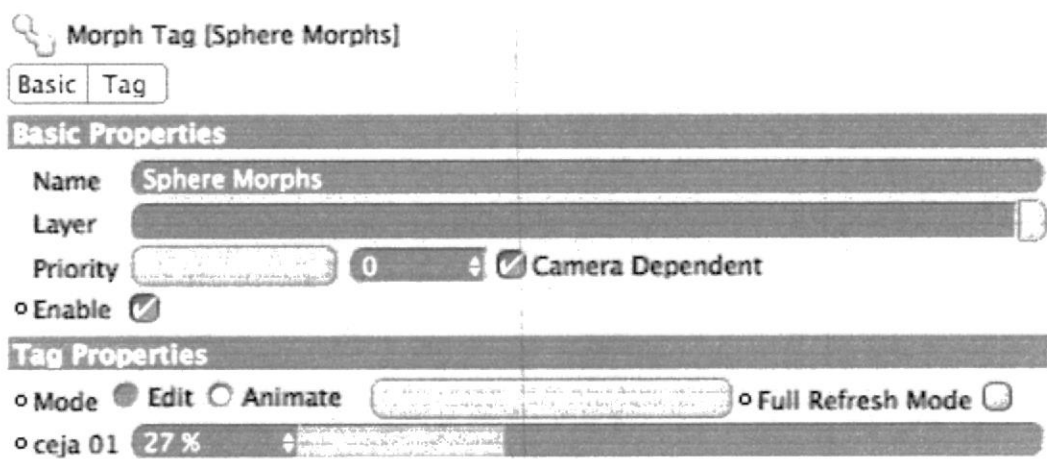 Morph Tag [Sphere Morphs]
Basic Tag
Basic Properties
Name Sphere Morphs
Layer
Priority 0 Camera Dependent
Enable
Tag Properties
Mode Edit Animate Full Refresh Mode
ceja 01 27 %